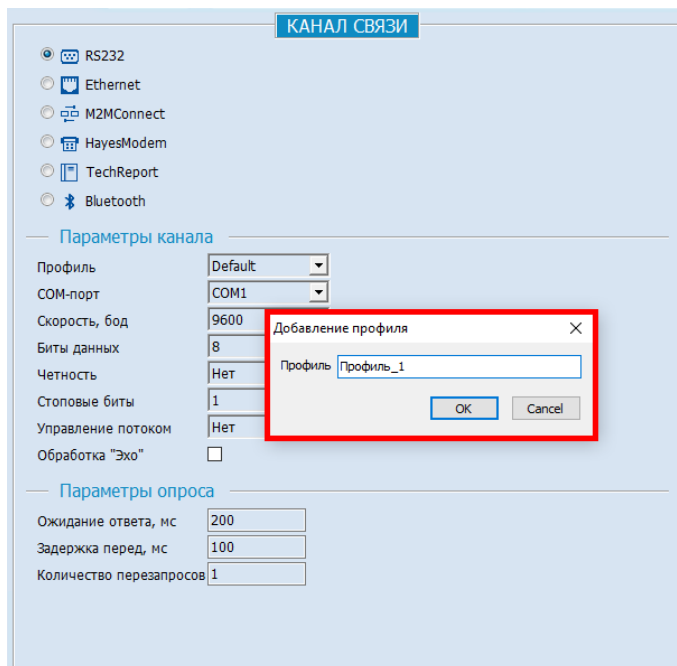 КАНАЛ СВЯЗИ
RS232
Ethernet
M2MConnect
HayesModem
TechReport
Bluetooth
Параметры канала
Профиль Default
COM-порт COM1
Скорость, бод 9600
Добавление профиля
Биты данных 8
Профиль Профиль_1
Четность Нет
Стоповые биты 1
OK Cancel
Управление потоком Нет
Обработка "Эхо"
Параметры опроса
Ожидание ответа, мс 200
Задержка перед, мс 100
Количество перезапросов 1